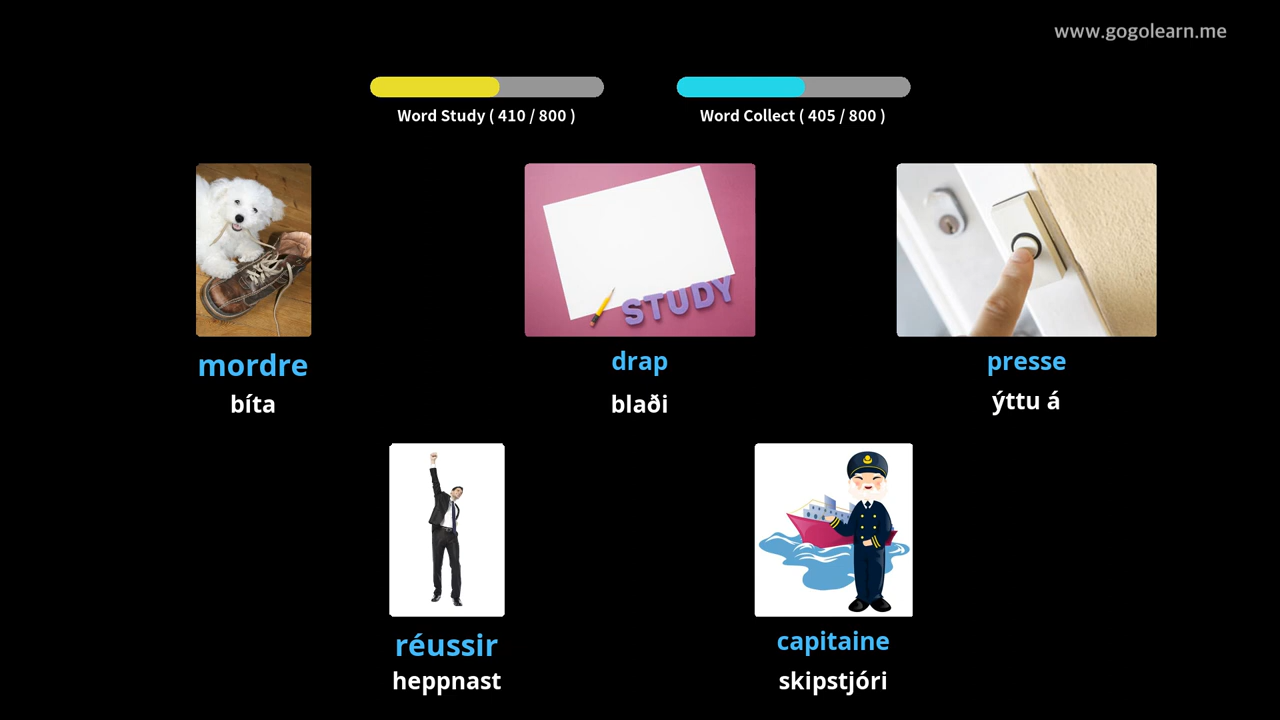 www.gogolearn.me
Word Study ( 410 / 800 )
Word Collect ( 405 / 800 )
STUDY
mordre
drap
presse
bíta
blaði
ýttu á
réussir
capitaine
heppnast
skipstjóri